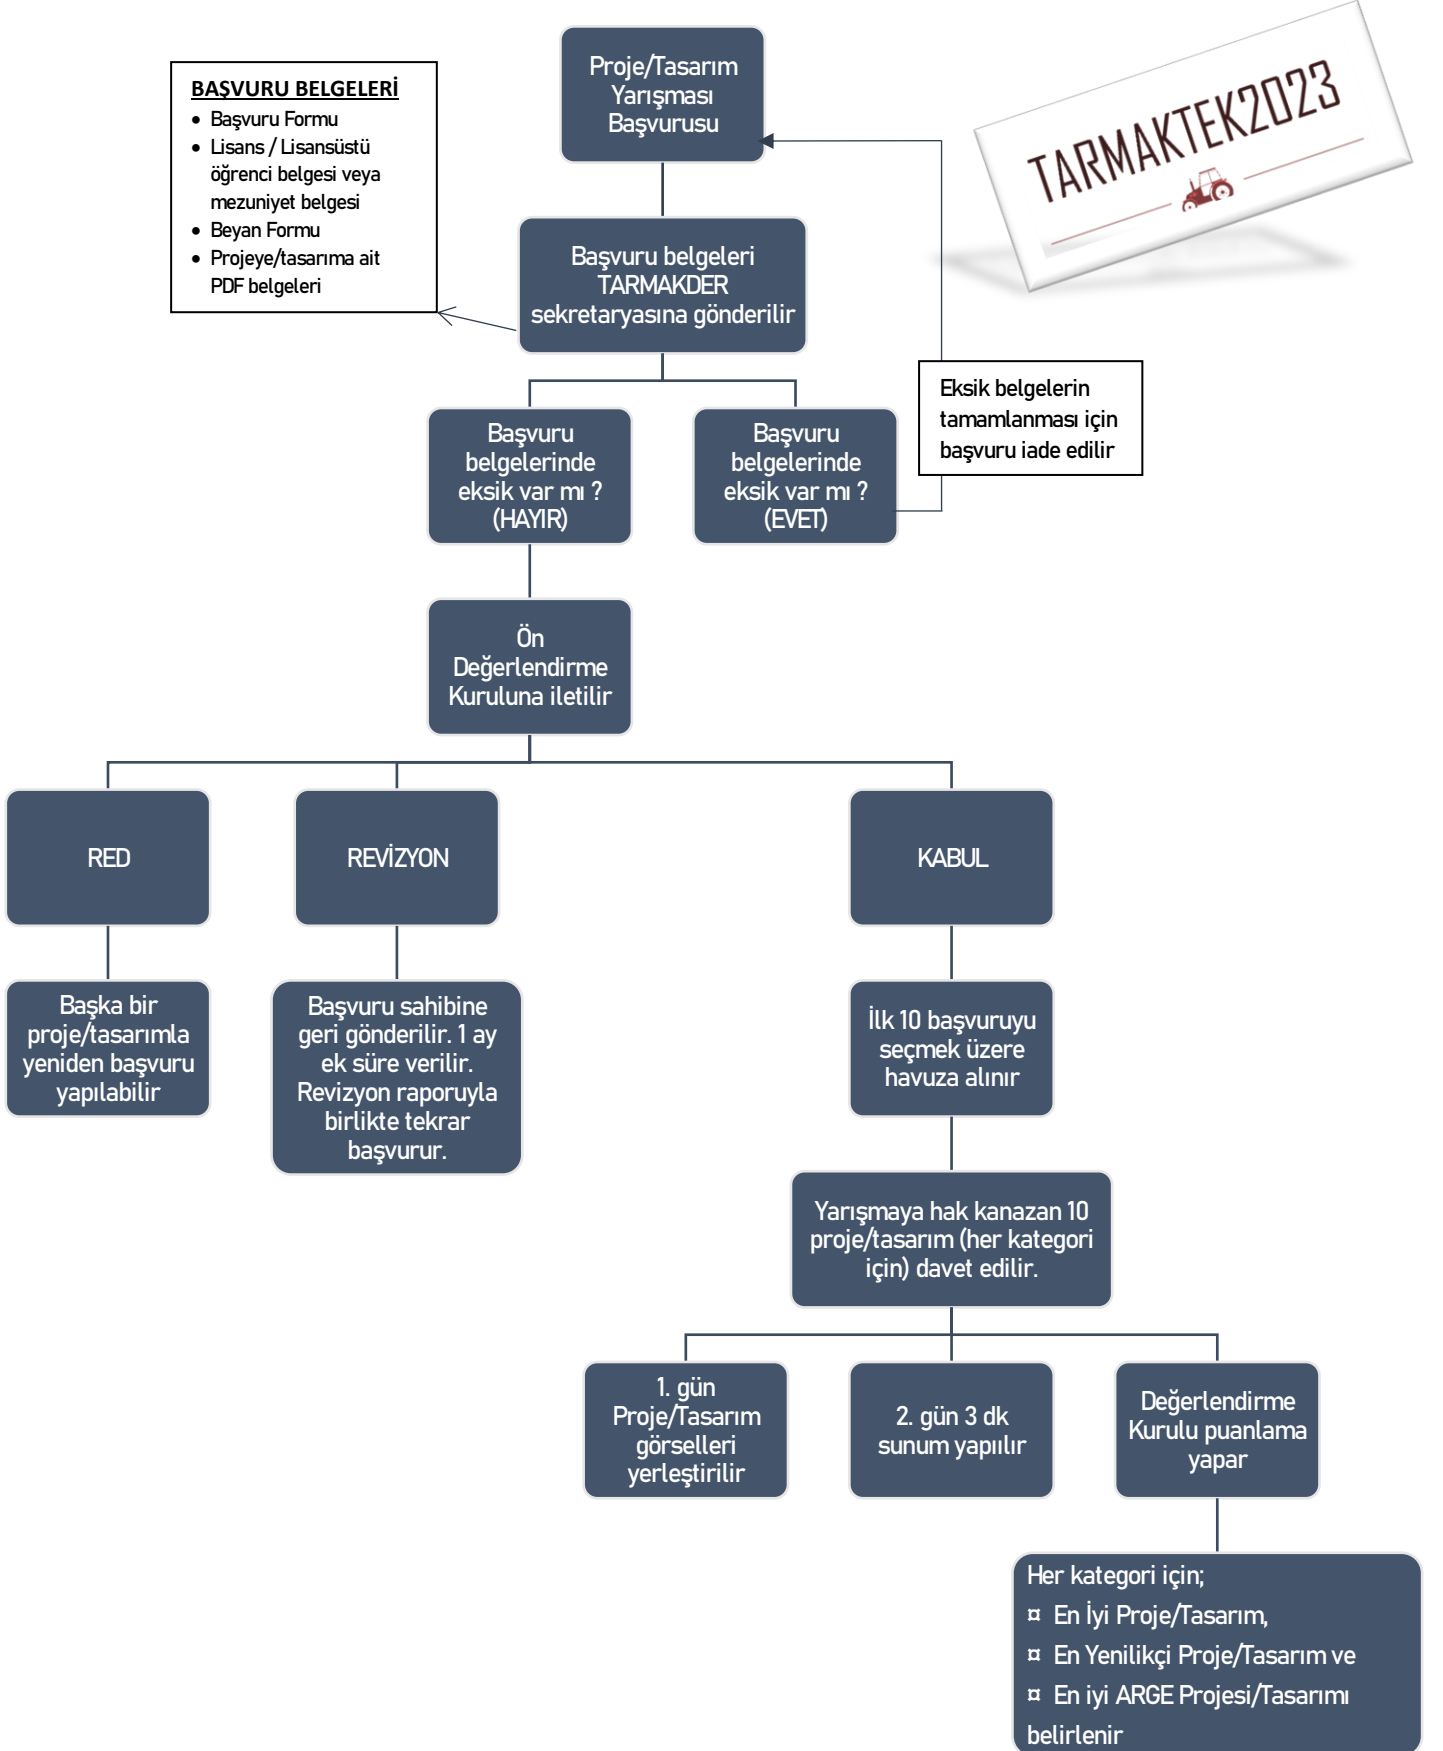 Proje/Tasarım
Yarışması
Başvurusu
TARMAKTEK2023
BAŞVURU BELGELERİ
• Başvuru Formu
• Lisans / Lisansüstü
öğrenci belgesi veya
mezuniyet belgesi
• Beyan Formu
• Projeye/tasarıma ait
PDF belgeleri
Başvuru belgeleri
TARMAKDER
sekretaryasına gönderilir
Eksik belgelerin
tamamlanması için
başvuru iade edilir
Başvuru
belgelerinde
eksik var mı ?
(HAYIR)
Başvuru
belgelerinde
eksik var mı ?
(EVET)
Ön
Değerlendirme
Kuruluna iletilir
RED
REVİZYON
KABUL
Başka bir
proje/tasarımla
yeniden başvuru
yapılabilir
Başvuru sahibine
geri gönderilir. 1 ay
ek süre verilir.
Revizyon raporuyla
birlikte tekrar
başvurur.
İlk 10 başvuruyu
seçmek üzere
havuza alınır
Yarışmaya hak kanazan 10
proje/tasarım (her kategori
için) davet edilir.
1. gün
Proje/Tasarım
görselleri
yerleştirilir
2. gün 3 dk
sunum yapıılır
Değerlendirme
Kurulu puanlama
yapar
Her kategori için;
¤ En İyi Proje/Tasarım,
¤ En Yenilikçi Proje/Tasarım ve
¤ En iyi ARGE Projesi/Tasarımı
belirlenir